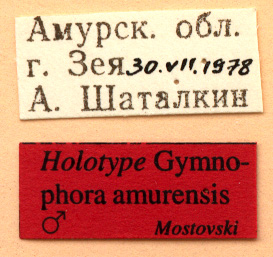 Амурск. обл.
г. Зея 30.VII.1978
А. Шаталкин
Holotype Gymno-
phora amurensis
♂ Mostovski